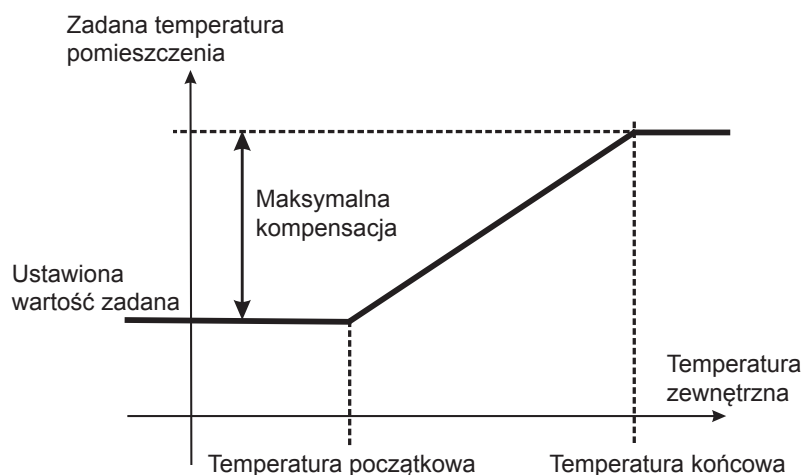 Zadana temperatura
pomieszczenia
Maksymalna
kompensacja
Ustawiona
wartość zadana
Temperatura
zewnętrzna
Temperatura początkowa
Temperatura końcowa